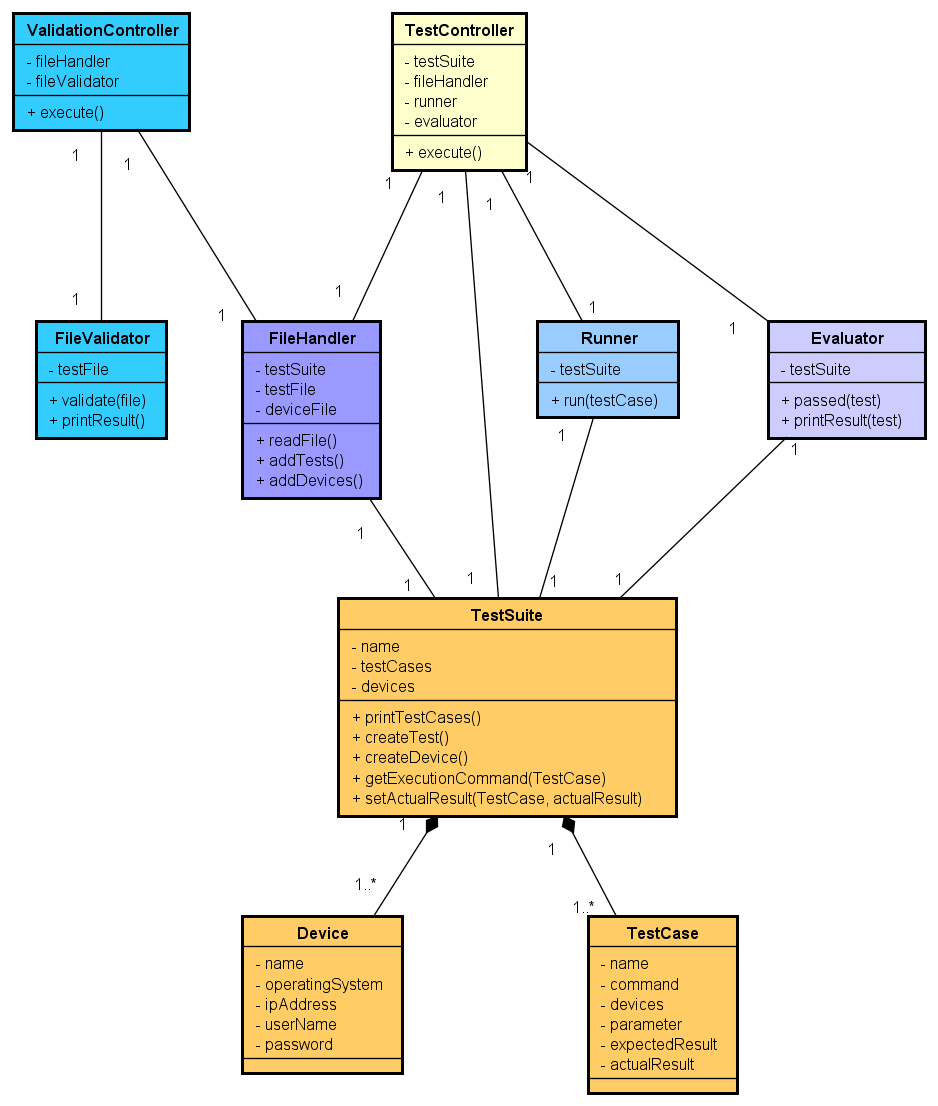 ValidationController
- fileHandler
- fileValidator
+ execute()
TestController
- testSuite
- fileHandler
- runner
- evaluator
+ execute()
1
1
1
1
1
1
1
1
1
1
1
FileValidator
- testFile
+ validate(file)
+ printResult()
FileHandler
- testSuite
- testFile
- deviceFile
+ readFile()
+ addTests()
+ addDevices()
Runner
- testSuite
+ run(testCase)
Evaluator
- testSuite
+ passed(test)
+ printResult(test)
1
1
1
1
1
1
1
TestSuite
- name
- testCases
- devices
+ printTestCases()
+ createTest()
+ createDevice()
+ getExecutionCommand(TestCase)
+ setActualResult(TestCase, actualResult)
1
1
1..*
1..*
Device
- name
- operatingSystem
- ipAddress
- userName
- password
TestCase
- name
- command
- devices
- parameter
- expectedResult
- actualResult